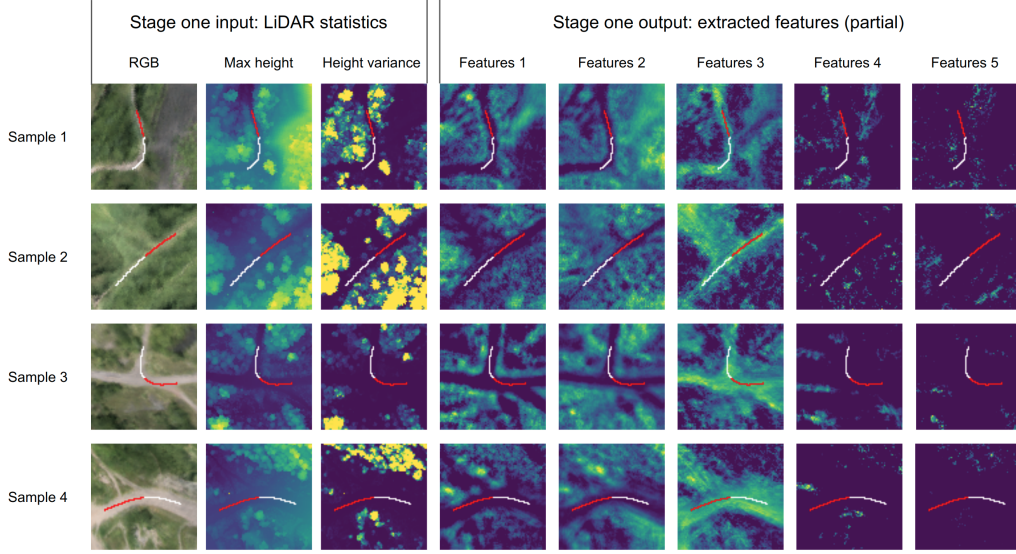 Stage one input: LiDAR statistics
Stage one output: extracted features (partial)
RGB
Max height
Height variance
Features 1
Features 2
Features 3
Features 4
Features 5
Sample 1
Sample 2
Sample 3
Sample 4